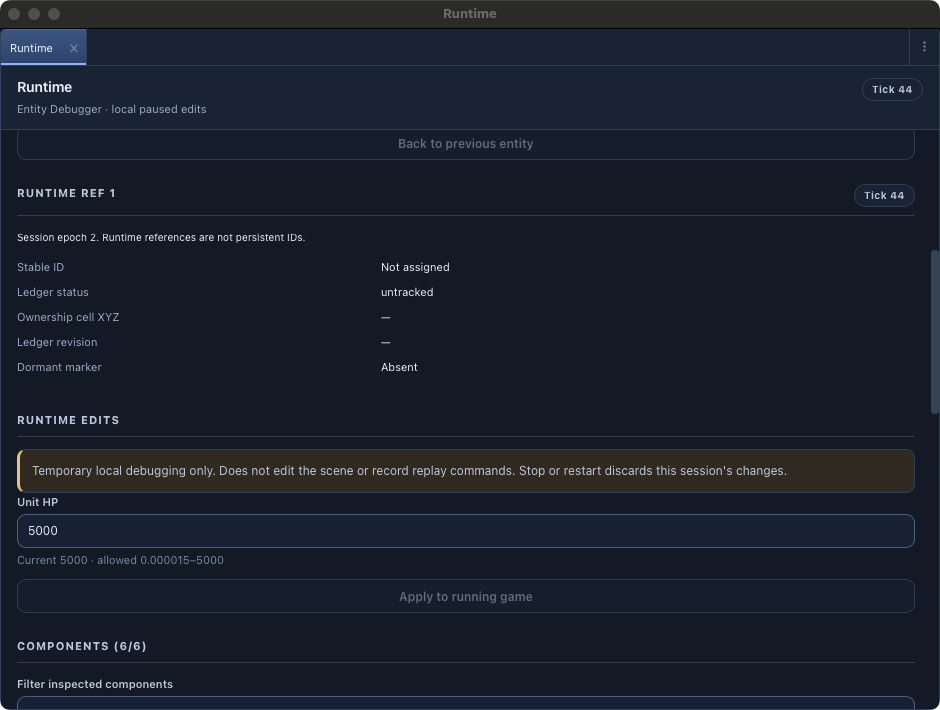 Runtime
Runtime
Runtime
Tick 44
Entity Debugger · local paused edits
Back to previous entity
RUNTIME REF 1
Tick 44
Session epoch 2. Runtime references are not persistent IDs.
Stable ID Not assigned
Ledger status untracked
Ownership cell XYZ —
Ledger revision —
Dormant marker Absent
RUNTIME EDITS
Temporary local debugging only. Does not edit the scene or record replay commands. Stop or restart discards this session's changes.
Unit HP
5000
Current 5000 · allowed 0.000015–5000
Apply to running game
COMPONENTS (6/6)
Filter inspected components